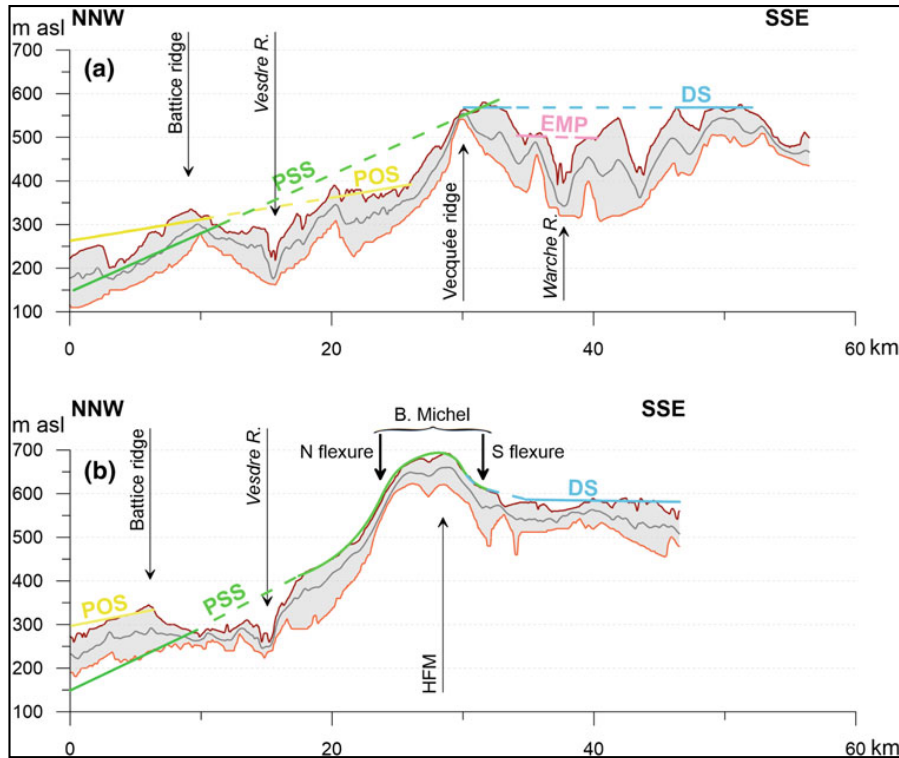 NNW SSE
m asl
(a)
700
600
500
400
300
200
100
Battice ridge
Vesdre R.
PSS
POS
Vecquée ridge
EMP
Warche R.
DS
0 20 40 60 km
NNW SSE
m asl
(b)
700
600
500
400
300
200
100
Battice ridge
Vesdre R.
B. Michel
N flexure S flexure
DS
POS
PSS
HFM
0 20 40 60 km